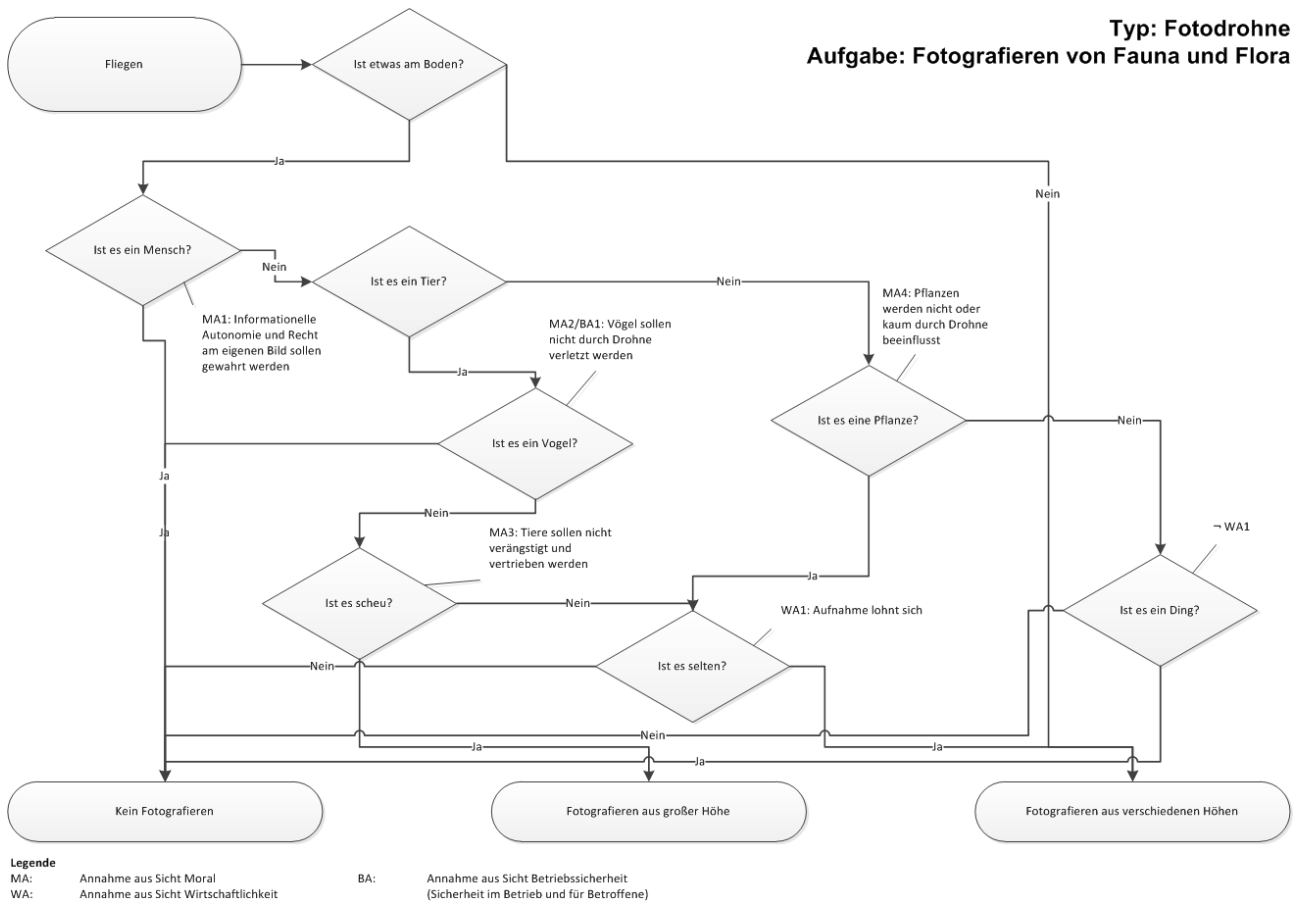 Typ: Fotodrohne
Aufgabe: Fotografieren von Fauna und Flora
Fliegen
Ist etwas am Boden?
Ja
Nein
Ist es ein Mensch?
Nein
Ist es ein Tier?
Nein
MA1: Informationelle
Autonomie und Recht
am eigenen Bild sollen
gewahrt werden
MA2/BA1: Vögel sollen
nicht durch Drohne
verletzt werden
MA4: Pflanzen
werden nicht oder
kaum durch Drohne
beeinflusst
Ja
Ist es eine Pflanze?
Nein
Ist es ein Vogel?
Ja
Nein
Ja
MA3: Tiere sollen nicht
verängstigt und
vertrieben werden
¬ WA1
Ja
Ist es scheu?
Nein
WA1: Aufnahme lohnt sich
Ist es ein Ding?
Nein
Ist es selten?
Nein
Ja
Ja
Ja
Kein Fotografieren
Fotografieren aus großer Höhe
Fotografieren aus verschiedenen Höhen
Legende
MA: Annahme aus Sicht Moral
WA: Annahme aus Sicht Wirtschaftlichkeit
BA: Annahme aus Sicht Betriebssicherheit
(Sicherheit im Betrieb und für Betroffene)